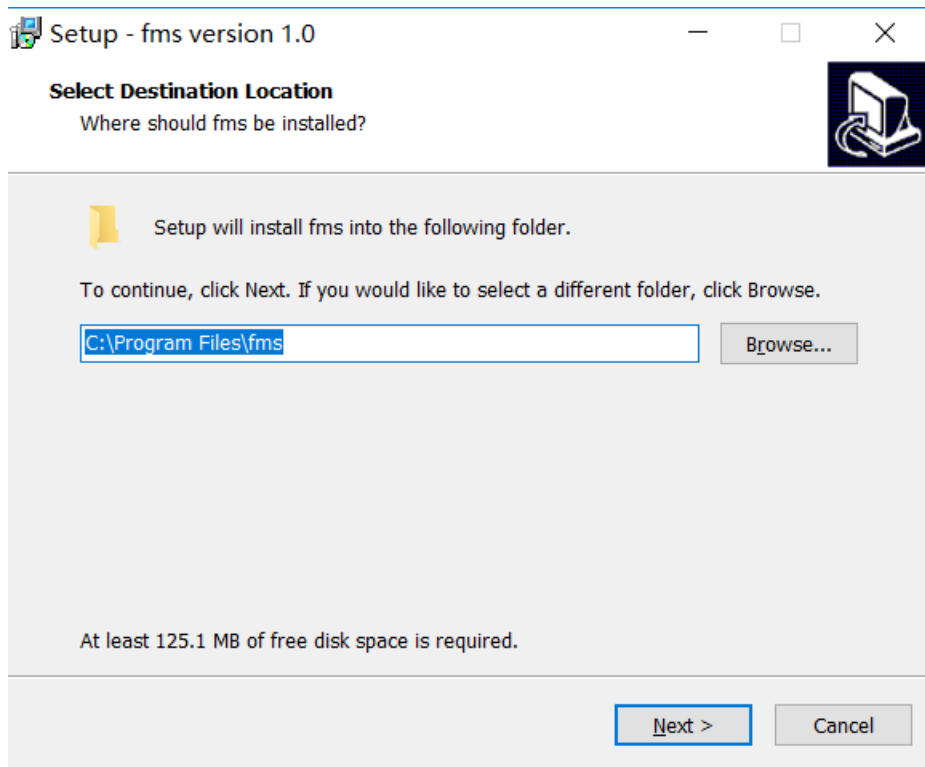 Setup - fms version 1.0
Select Destination Location
Where should fms be installed?
Setup will install fms into the following folder.
To continue, click Next. If you would like to select a different folder, click Browse.
C:\Program Files\fms
Browse...
At least 125.1 MB of free disk space is required.
Next >
Cancel